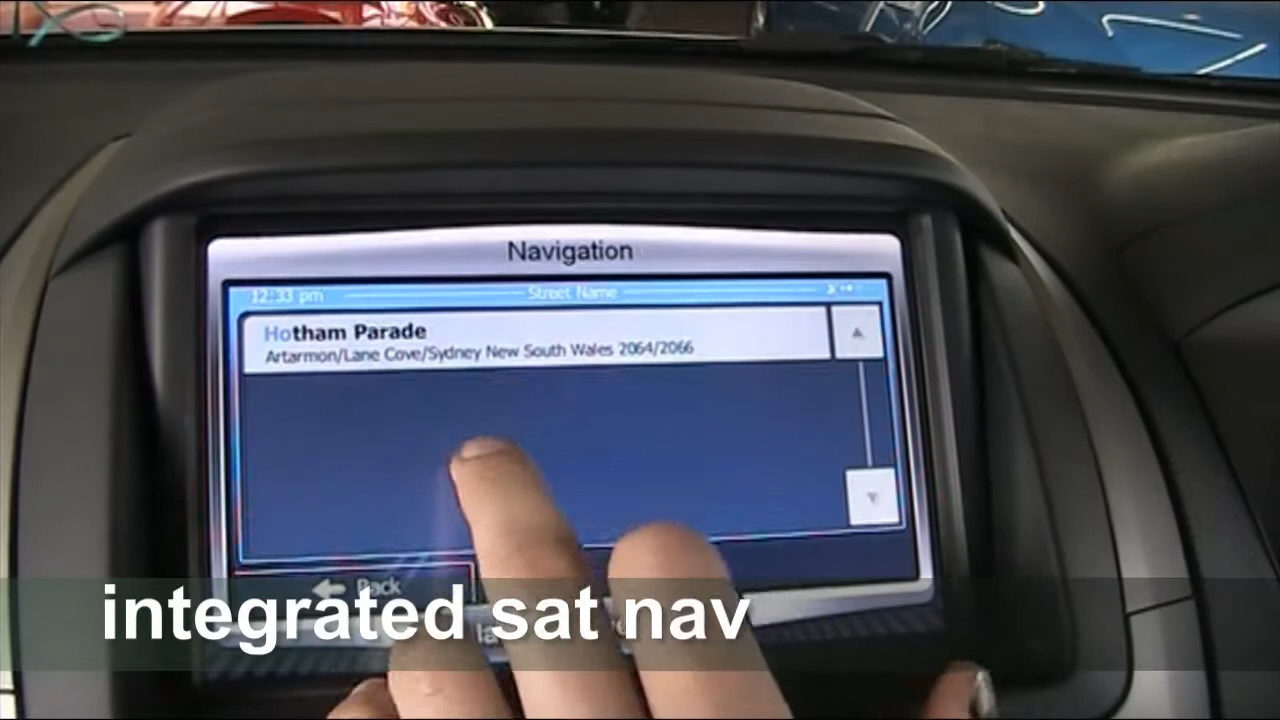 Navigation
12:33 pm
Street Name
Hotham Parade
Artarmon/Lane Cove/Sydney New South Wales 2064/2066
Back
integrated sat nav